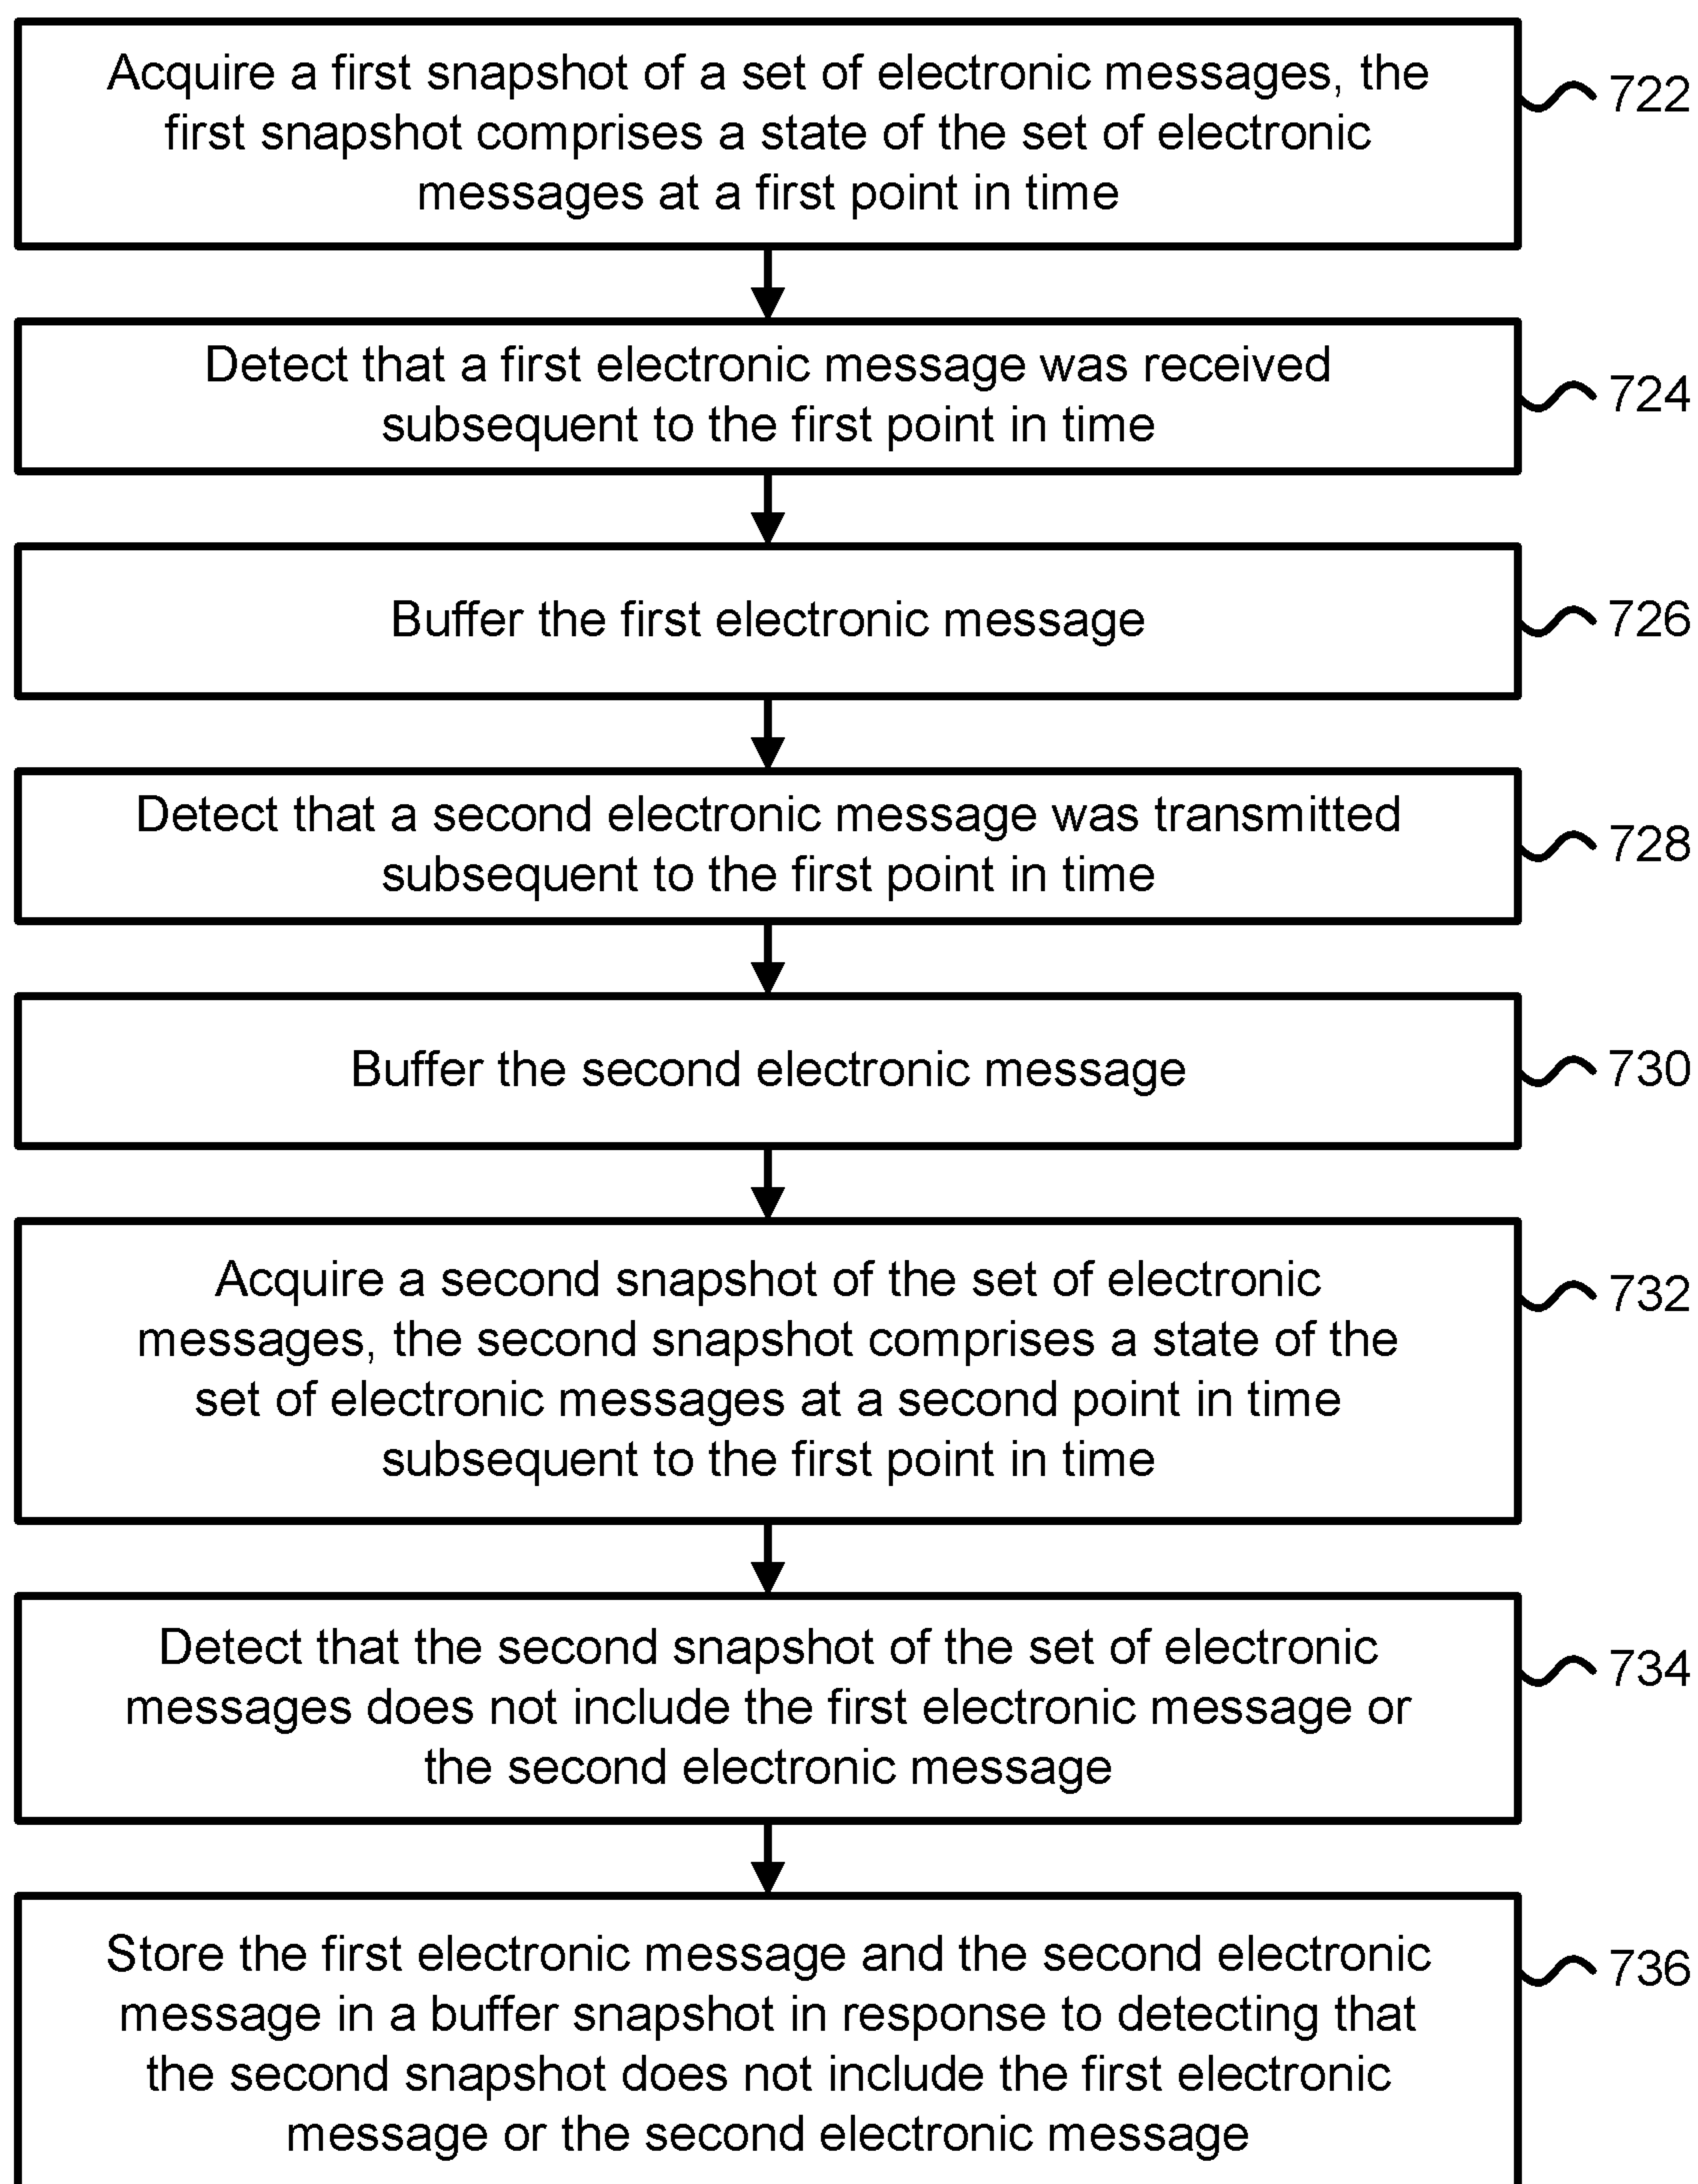 Acquire a first snapshot of a set of electronic messages, the
first snapshot comprises a state of the set of electronic
messages at a first point in time
722
Detect that a first electronic message was received
subsequent to the first point in time
724
Buffer the first electronic message
726
Detect that a second electronic message was transmitted
subsequent to the first point in time
728
Buffer the second electronic message
730
Acquire a second snapshot of the set of electronic
messages, the second snapshot comprises a state of the
set of electronic messages at a second point in time
subsequent to the first point in time
732
Detect that the second snapshot of the set of electronic
messages does not include the first electronic message or
the second electronic message
734
Store the first electronic message and the second electronic
message in a buffer snapshot in response to detecting that
the second snapshot does not include the first electronic
message or the second electronic message
736